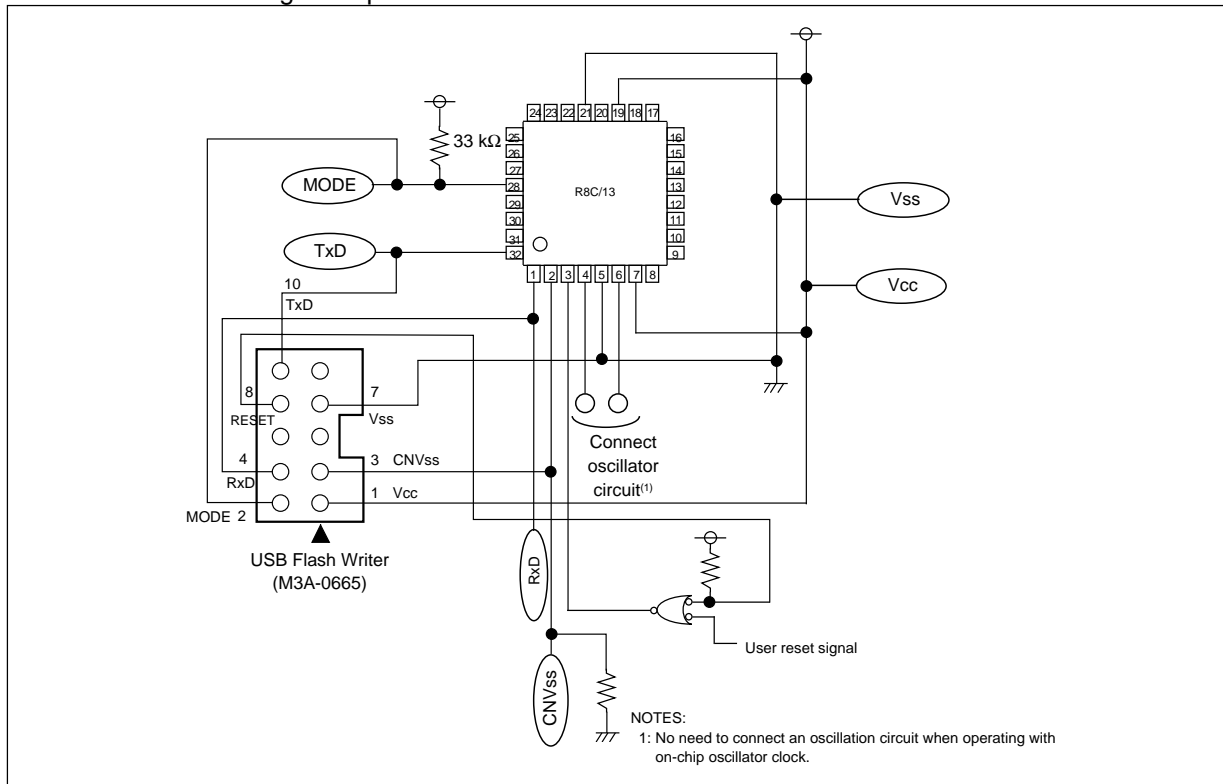 24 23 22 21 20 19 18 17
25
26
27
28
29
30
31
32
16
15
14
13
12
11
10
9
1 2 3 4 5 6 7 8
R8C/13
33 kΩ
MODE
TxD
Vss
Vcc
10
TxD
8
RESET
7
Vss
4
RxD
3 CNVss
1 Vcc
MODE 2
USB Flash Writer
(M3A-0665)
Connect
oscillator
circuit(1)
RxD
CNVss
User reset signal
NOTES:
1: No need to connect an oscillation circuit when operating with
on-chip oscillator clock.